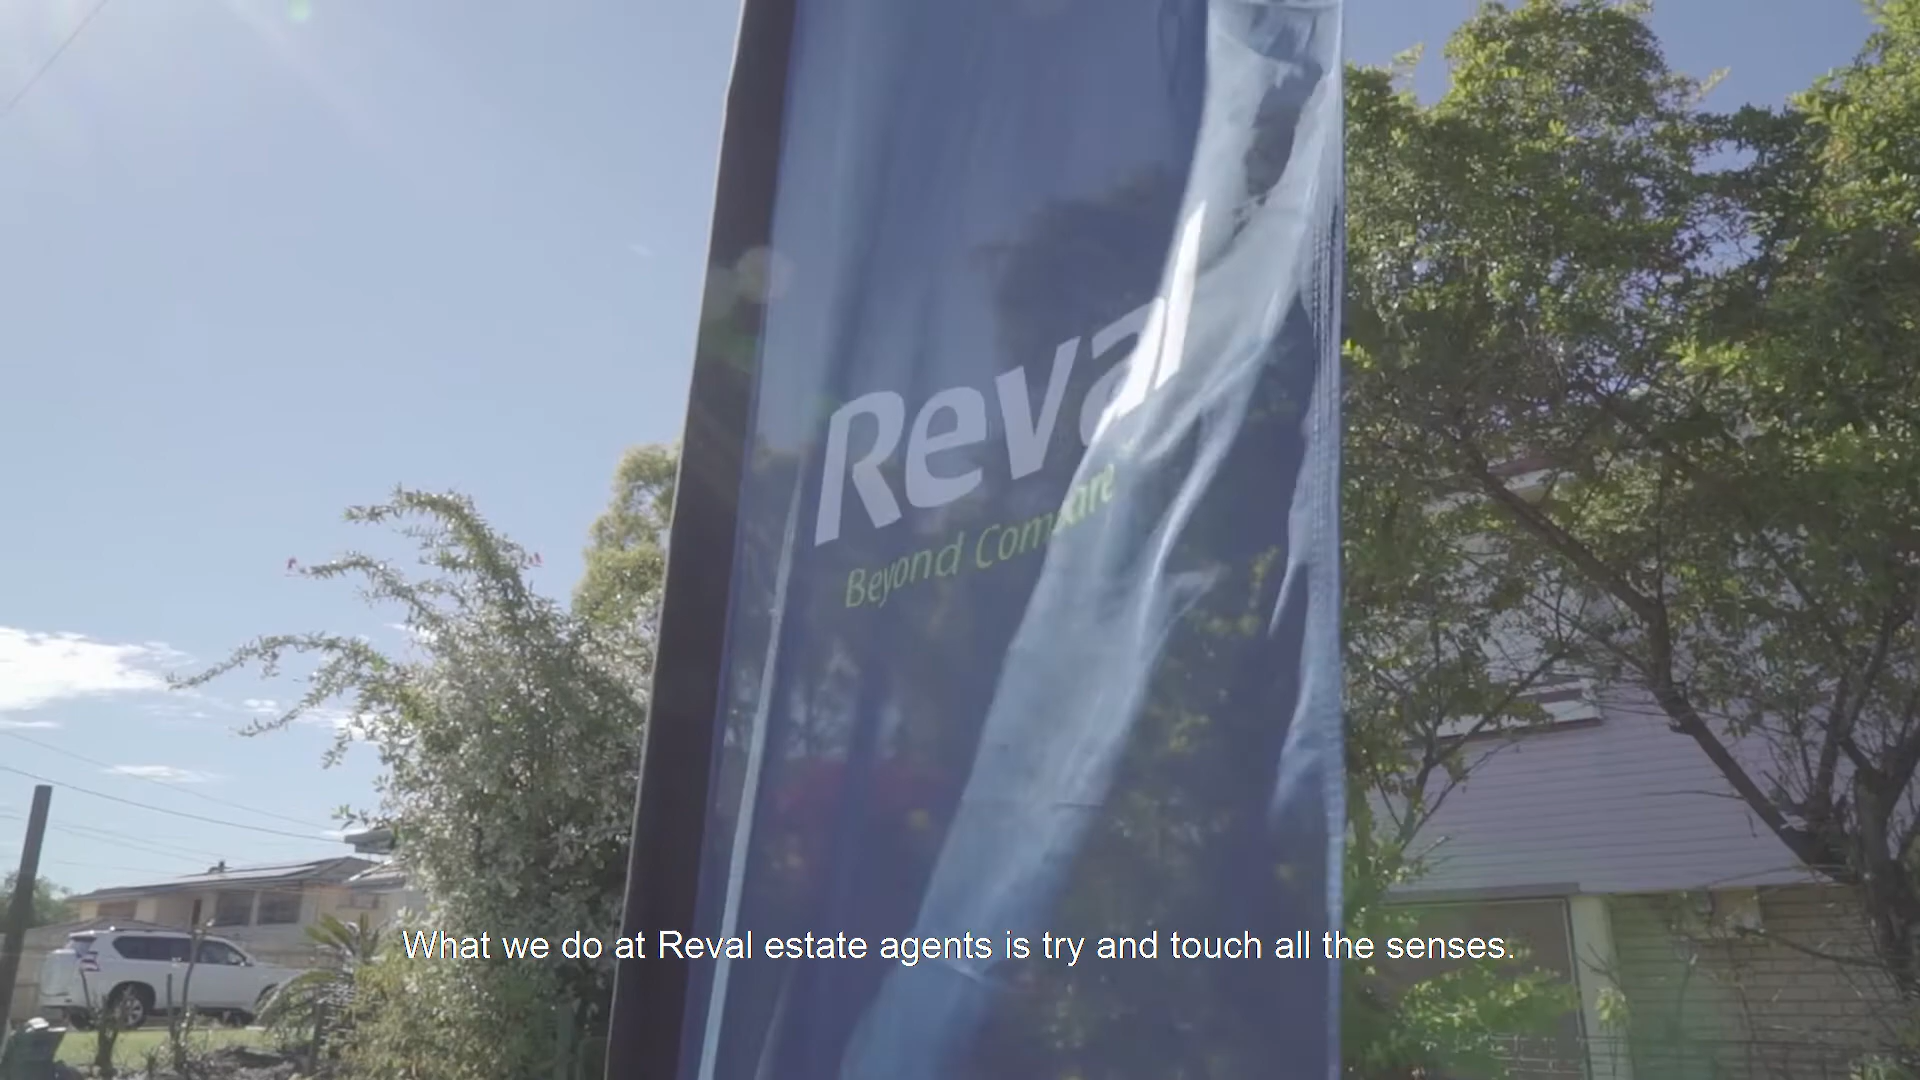 Reval
Beyond Compare
What we do at Reval estate agents is try and touch all the senses.